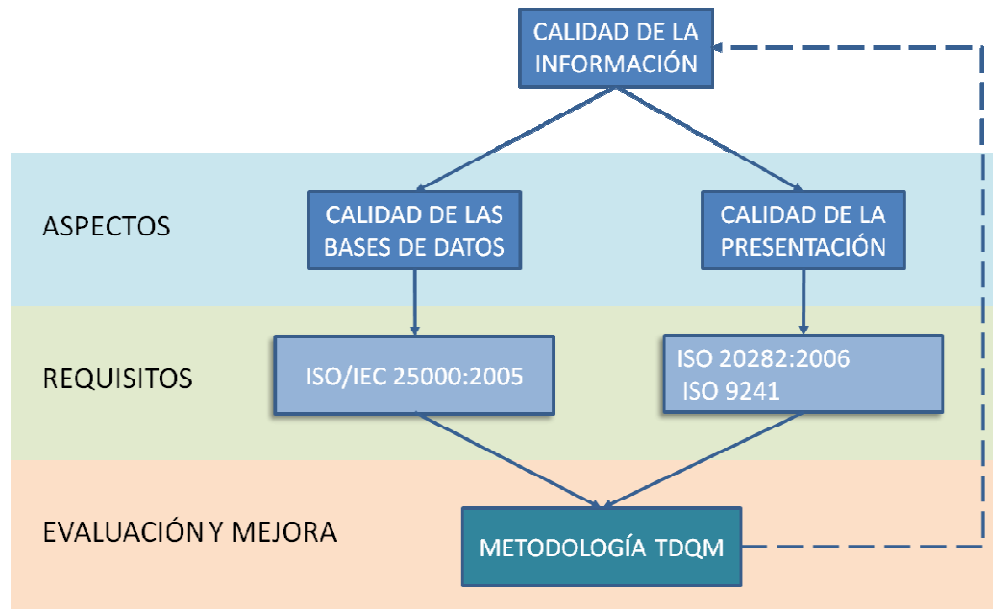 CALIDAD DE LA
INFORMACIÓN
ASPECTOS
CALIDAD DE LAS
BASES DE DATOS
CALIDAD DE LA
PRESENTACIÓN
REQUISITOS
ISO/IEC 25000:2005
ISO 20282:2006
ISO 9241
EVALUACIÓN Y MEJORA
METODOLOGÍA TDQM